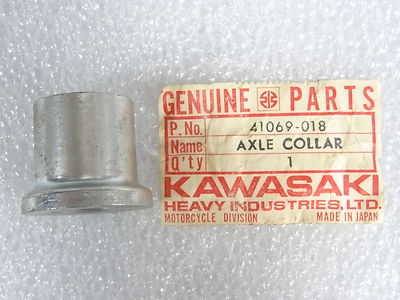 GENUINE PARTS
P. No. 41069-018
Name AXLE COLLAR
Q'ty 1
KAWASAKI
HEAVY INDUSTRIES, LTD.
MOTORCYCLE DIVISION MADE IN JAPAN